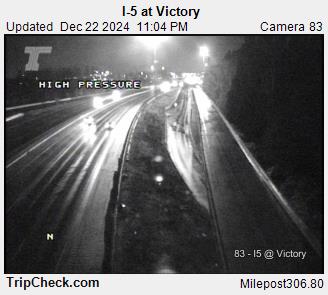 I-5 at Victory
Updated Dec 22 2024 11:04 PM Camera 83
T
HIGH PRESSURE
N
83 - I5 @ Victory
TripCheck.com Milepost306.80